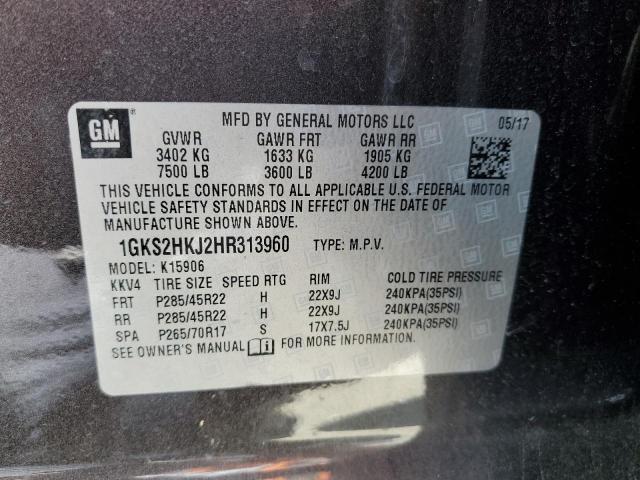 GM
MFD BY GENERAL MOTORS LLC 05/17
GVWR GAWR FRT GAWR RR
3402 KG 1633 KG 1905 KG
7500 LB 3600 LB 4200 LB
THIS VEHICLE CONFORMS TO ALL APPLICABLE U.S. FEDERAL MOTOR
VEHICLE SAFETY STANDARDS IN EFFECT ON THE DATE OF
MANUFACTURE SHOWN ABOVE.
1GKS2HKJ2HR313960 TYPE: M.P.V.
MODEL: K15906
KKV4 TIRE SIZE SPEED RTG RIM COLD TIRE PRESSURE
FRT P285/45R22 H 22X9J 240KPA(35PSI)
RR P285/45R22 H 22X9J 240KPA(35PSI)
SPA P265/70R17 S 17X7.5J 240KPA(35PSI)
SEE OWNER'S MANUAL FOR MORE INFORMATION.